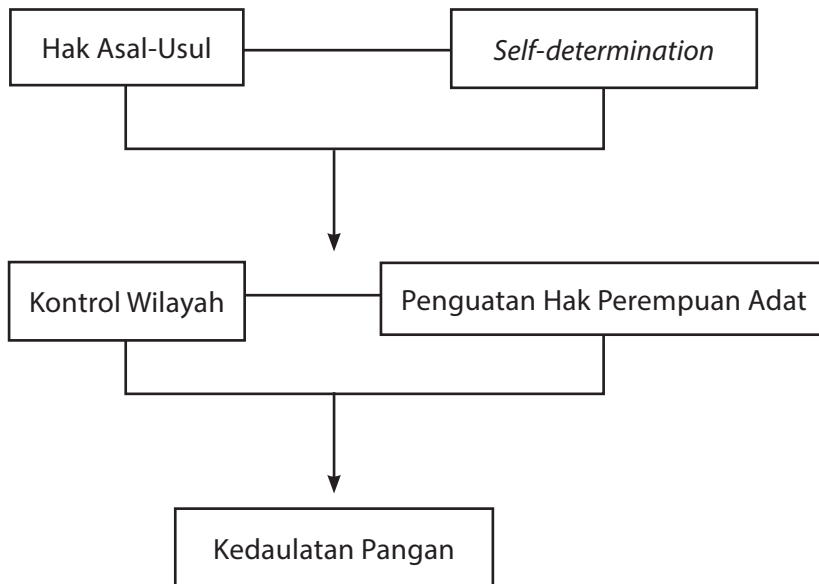 Hak Asal-Usul
Self-determination
Kontrol Wilayah
Penguatan Hak Perempuan Adat
Kedaulatan Pangan